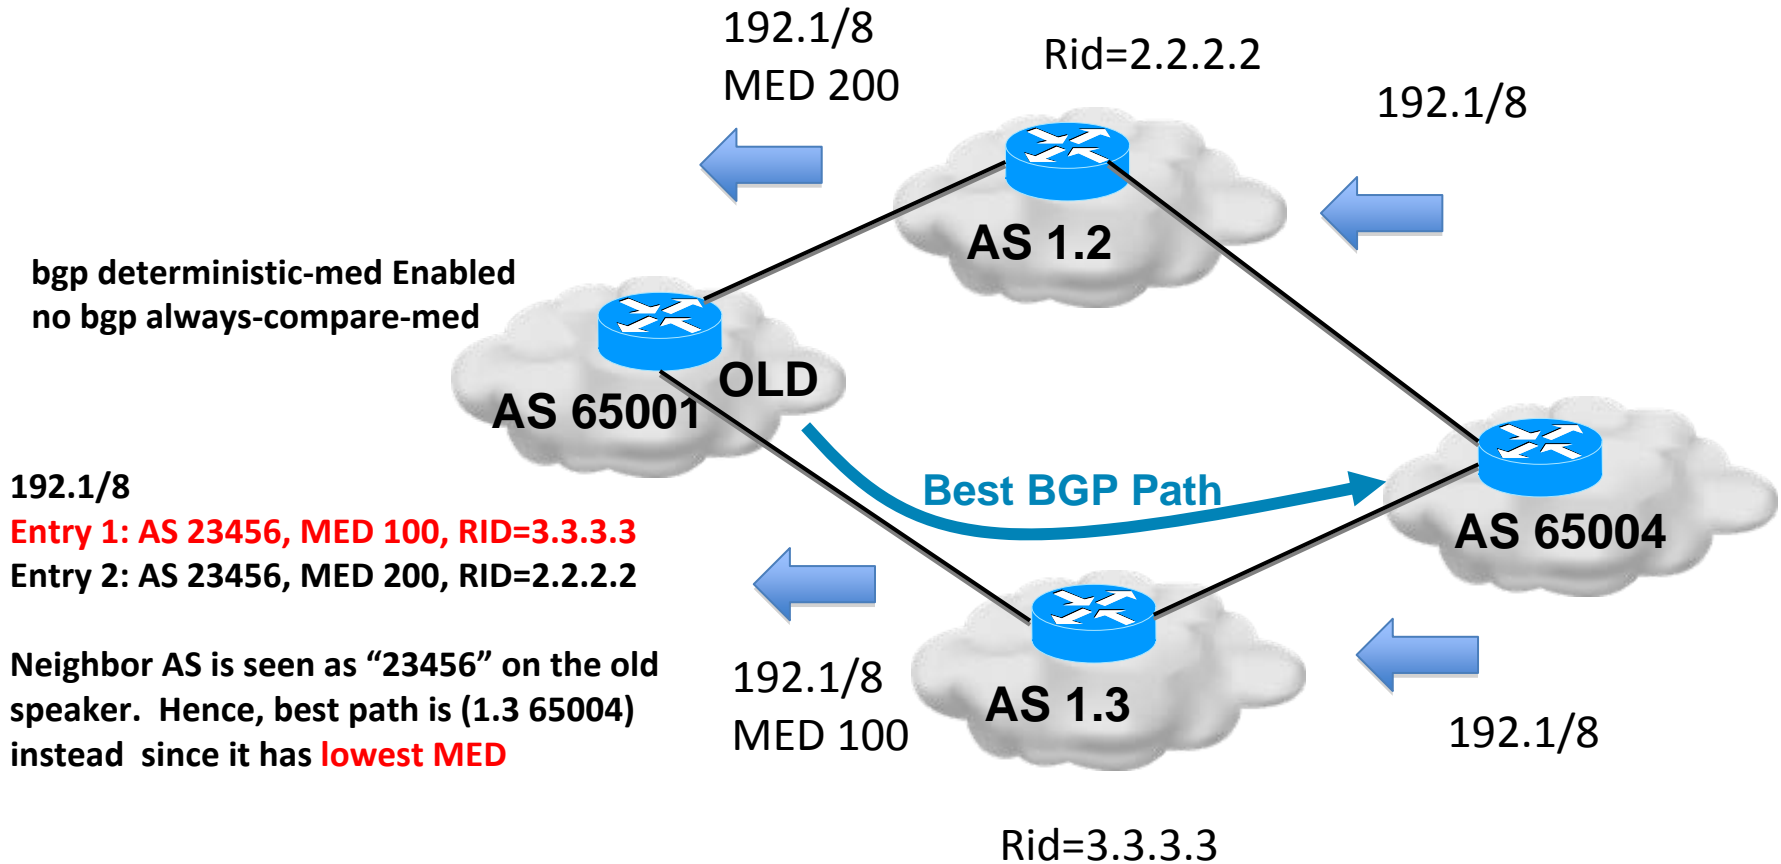 192.1/8
MED 200
Rid=2.2.2.2
192.1/8
AS 1.2
bgp deterministic-med Enabled
no bgp always-compare-med
OLD
AS 65001
Best BGP Path
AS 65004
192.1/8
Entry 1: AS 23456, MED 100, RID=3.3.3.3
Entry 2: AS 23456, MED 200, RID=2.2.2.2
Neighbor AS is seen as “23456” on the old
speaker. Hence, best path is (1.3 65004)
instead since it has lowest MED
192.1/8
MED 100
AS 1.3
192.1/8
Rid=3.3.3.3